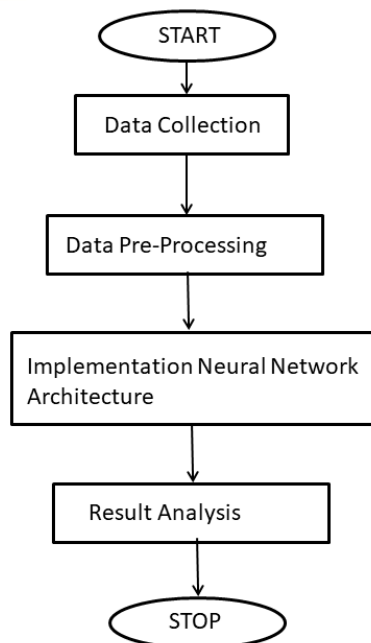 START
Data Collection
Data Pre-Processing
Implementation Neural Network
Architecture
Result Analysis
STOP